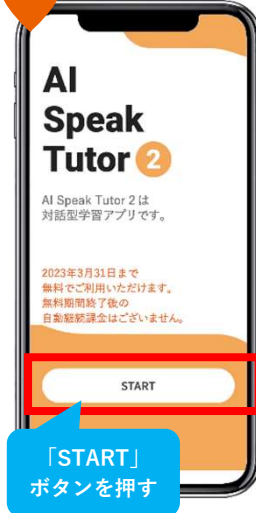 AI
Speak
Tutor 2
AI Speak Tutor 2 は
対話型学習アプリです。
2023年3月31日まで
無料でご利用いただけます。
無料期間終了後の
自動継続課金はございません。
START
「START」
ボタンを押す